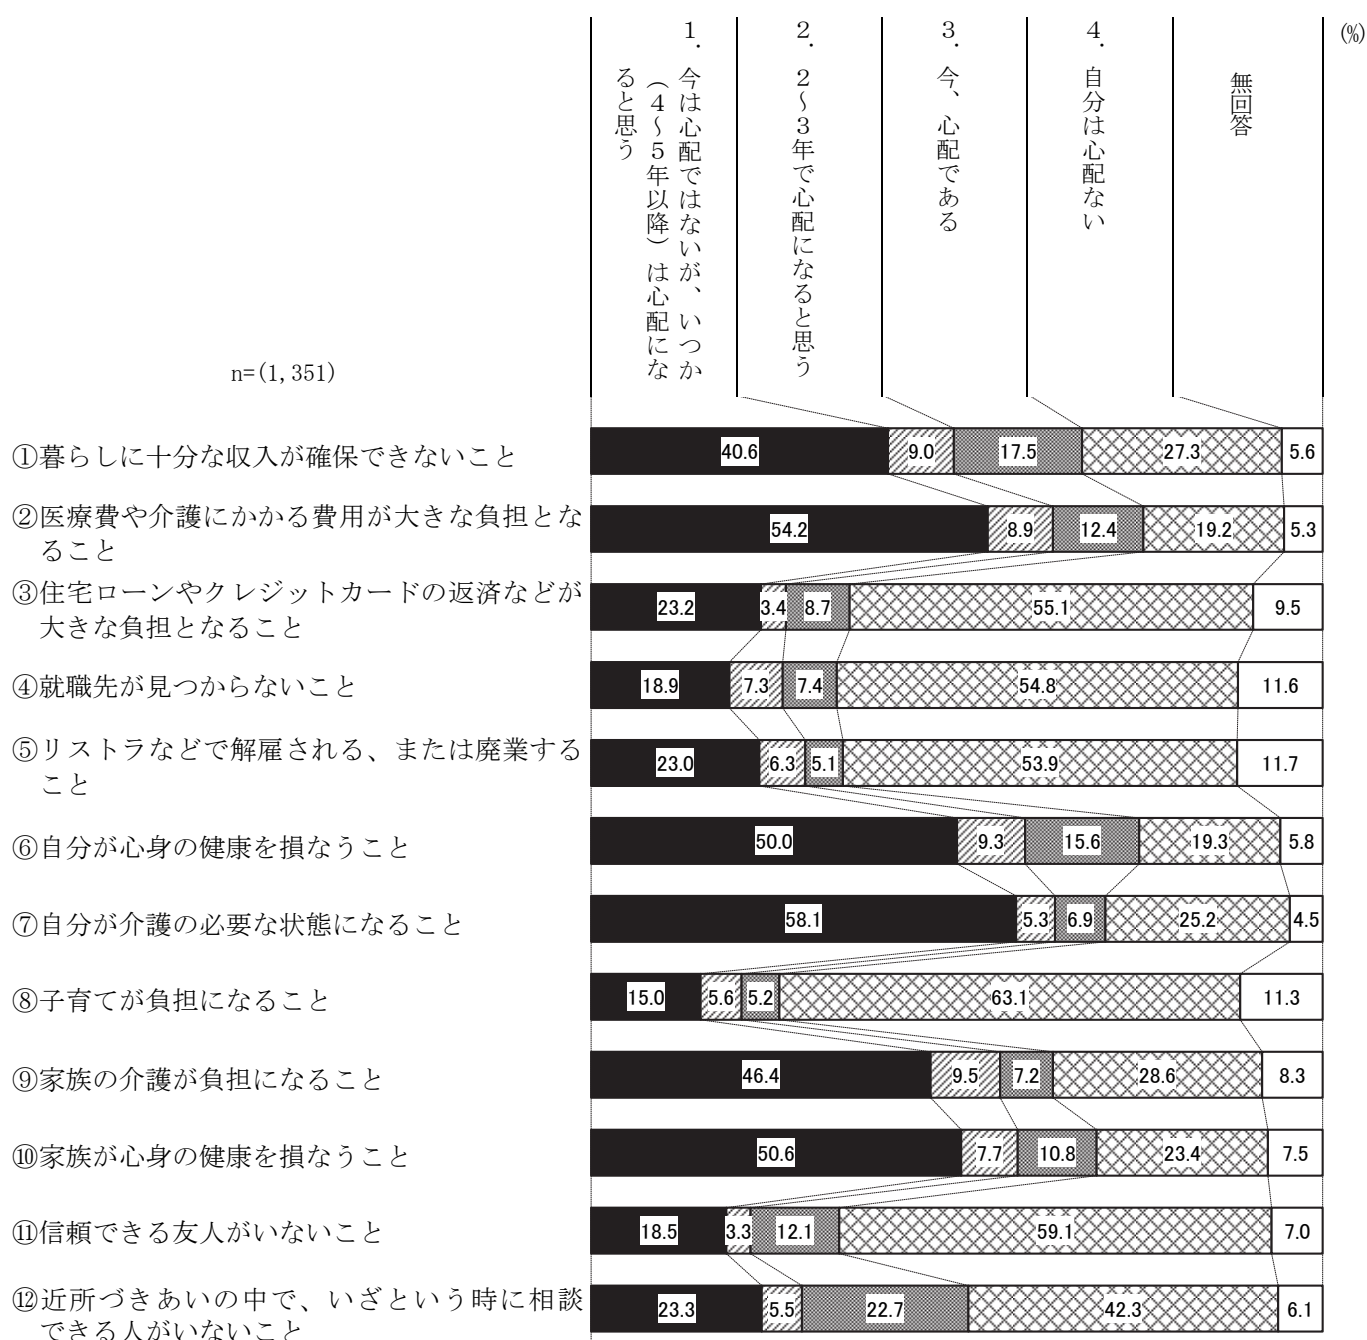 (%)
1．今は心配ではないが、いつか
（4〜5年以降）は心配にな
ると思う
2．2〜3年で心配になると思う
3．今、心配である
4．自分は心配ない
無回答
n=(1,351)
①暮らしに十分な収入が確保できないこと
40.6 9.0 17.5 27.3 5.6
②医療費や介護にかかる費用が大きな負担とな
ること
54.2 8.9 12.4 19.2 5.3
③住宅ローンやクレジットカードの返済などが
大きな負担となること
23.2 3.4 8.7 55.1 9.5
④就職先が見つからないこと
18.9 7.3 7.4 54.8 11.6
⑤リストラなどで解雇される、または廃業する
こと
23.0 6.3 5.1 53.9 11.7
⑥自分が心身の健康を損なうこと
50.0 9.3 15.6 19.3 5.8
⑦自分が介護の必要な状態になること
58.1 5.3 6.9 25.2 4.5
⑧子育てが負担になること
15.0 5.6 5.2 63.1 11.3
⑨家族の介護が負担になること
46.4 9.5 7.2 28.6 8.3
⑩家族が心身の健康を損なうこと
50.6 7.7 10.8 23.4 7.5
⑪信頼できる友人がいないこと
18.5 3.3 12.1 59.1 7.0
⑫近所づきあいの中で、いざという時に相談
できる人がいないこと
23.3 5.5 22.7 42.3 6.1